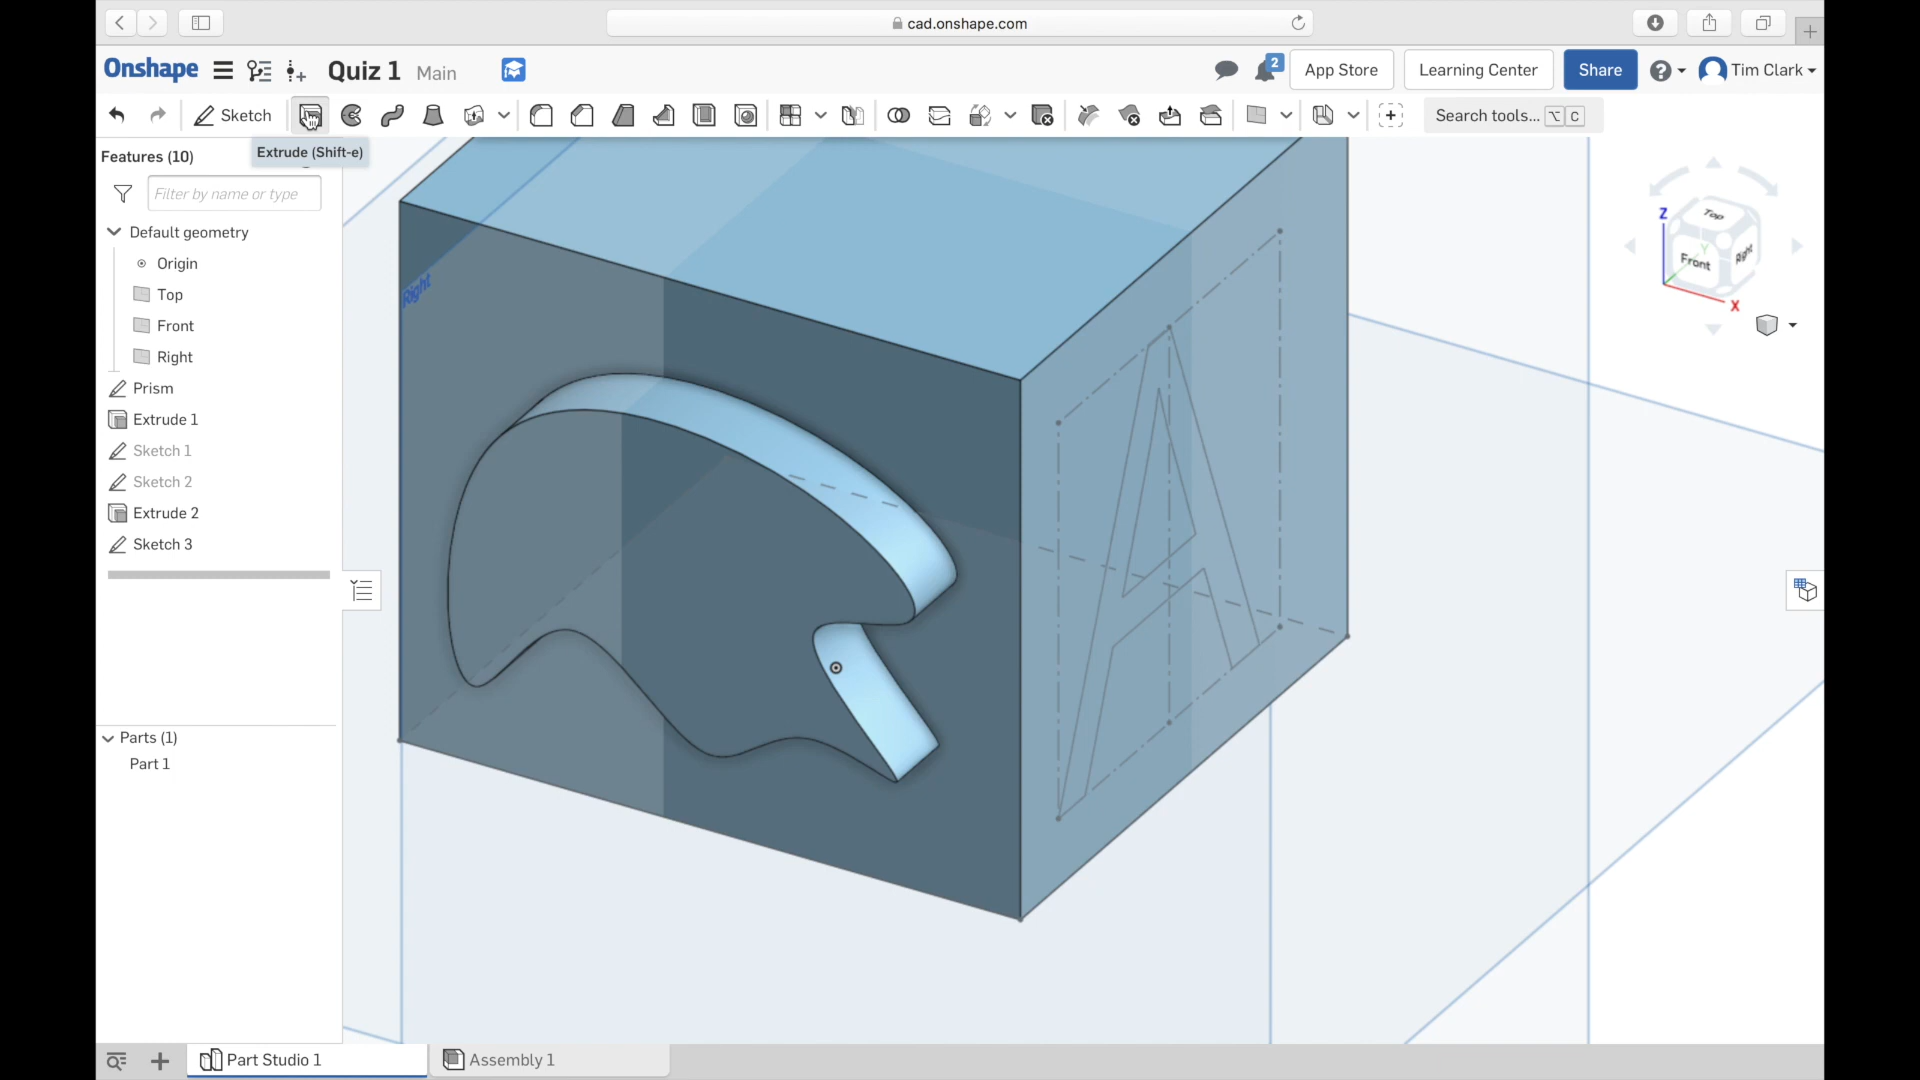 cad.onshape.com
Onshape Quiz 1 Main 2 App Store Learning Center Share Tim Clark
Sketch Search tools... ⌥ C
Extrude (Shift-e)
Features (10)
Filter by name or type
Default geometry
Origin
Top
Front
Right
Prism
Extrude 1
Sketch 1
Sketch 2
Extrude 2
Sketch 3
Parts (1)
Part 1
Right
A
Top
Z
Y
Front
Right
X
Part Studio 1 Assembly 1